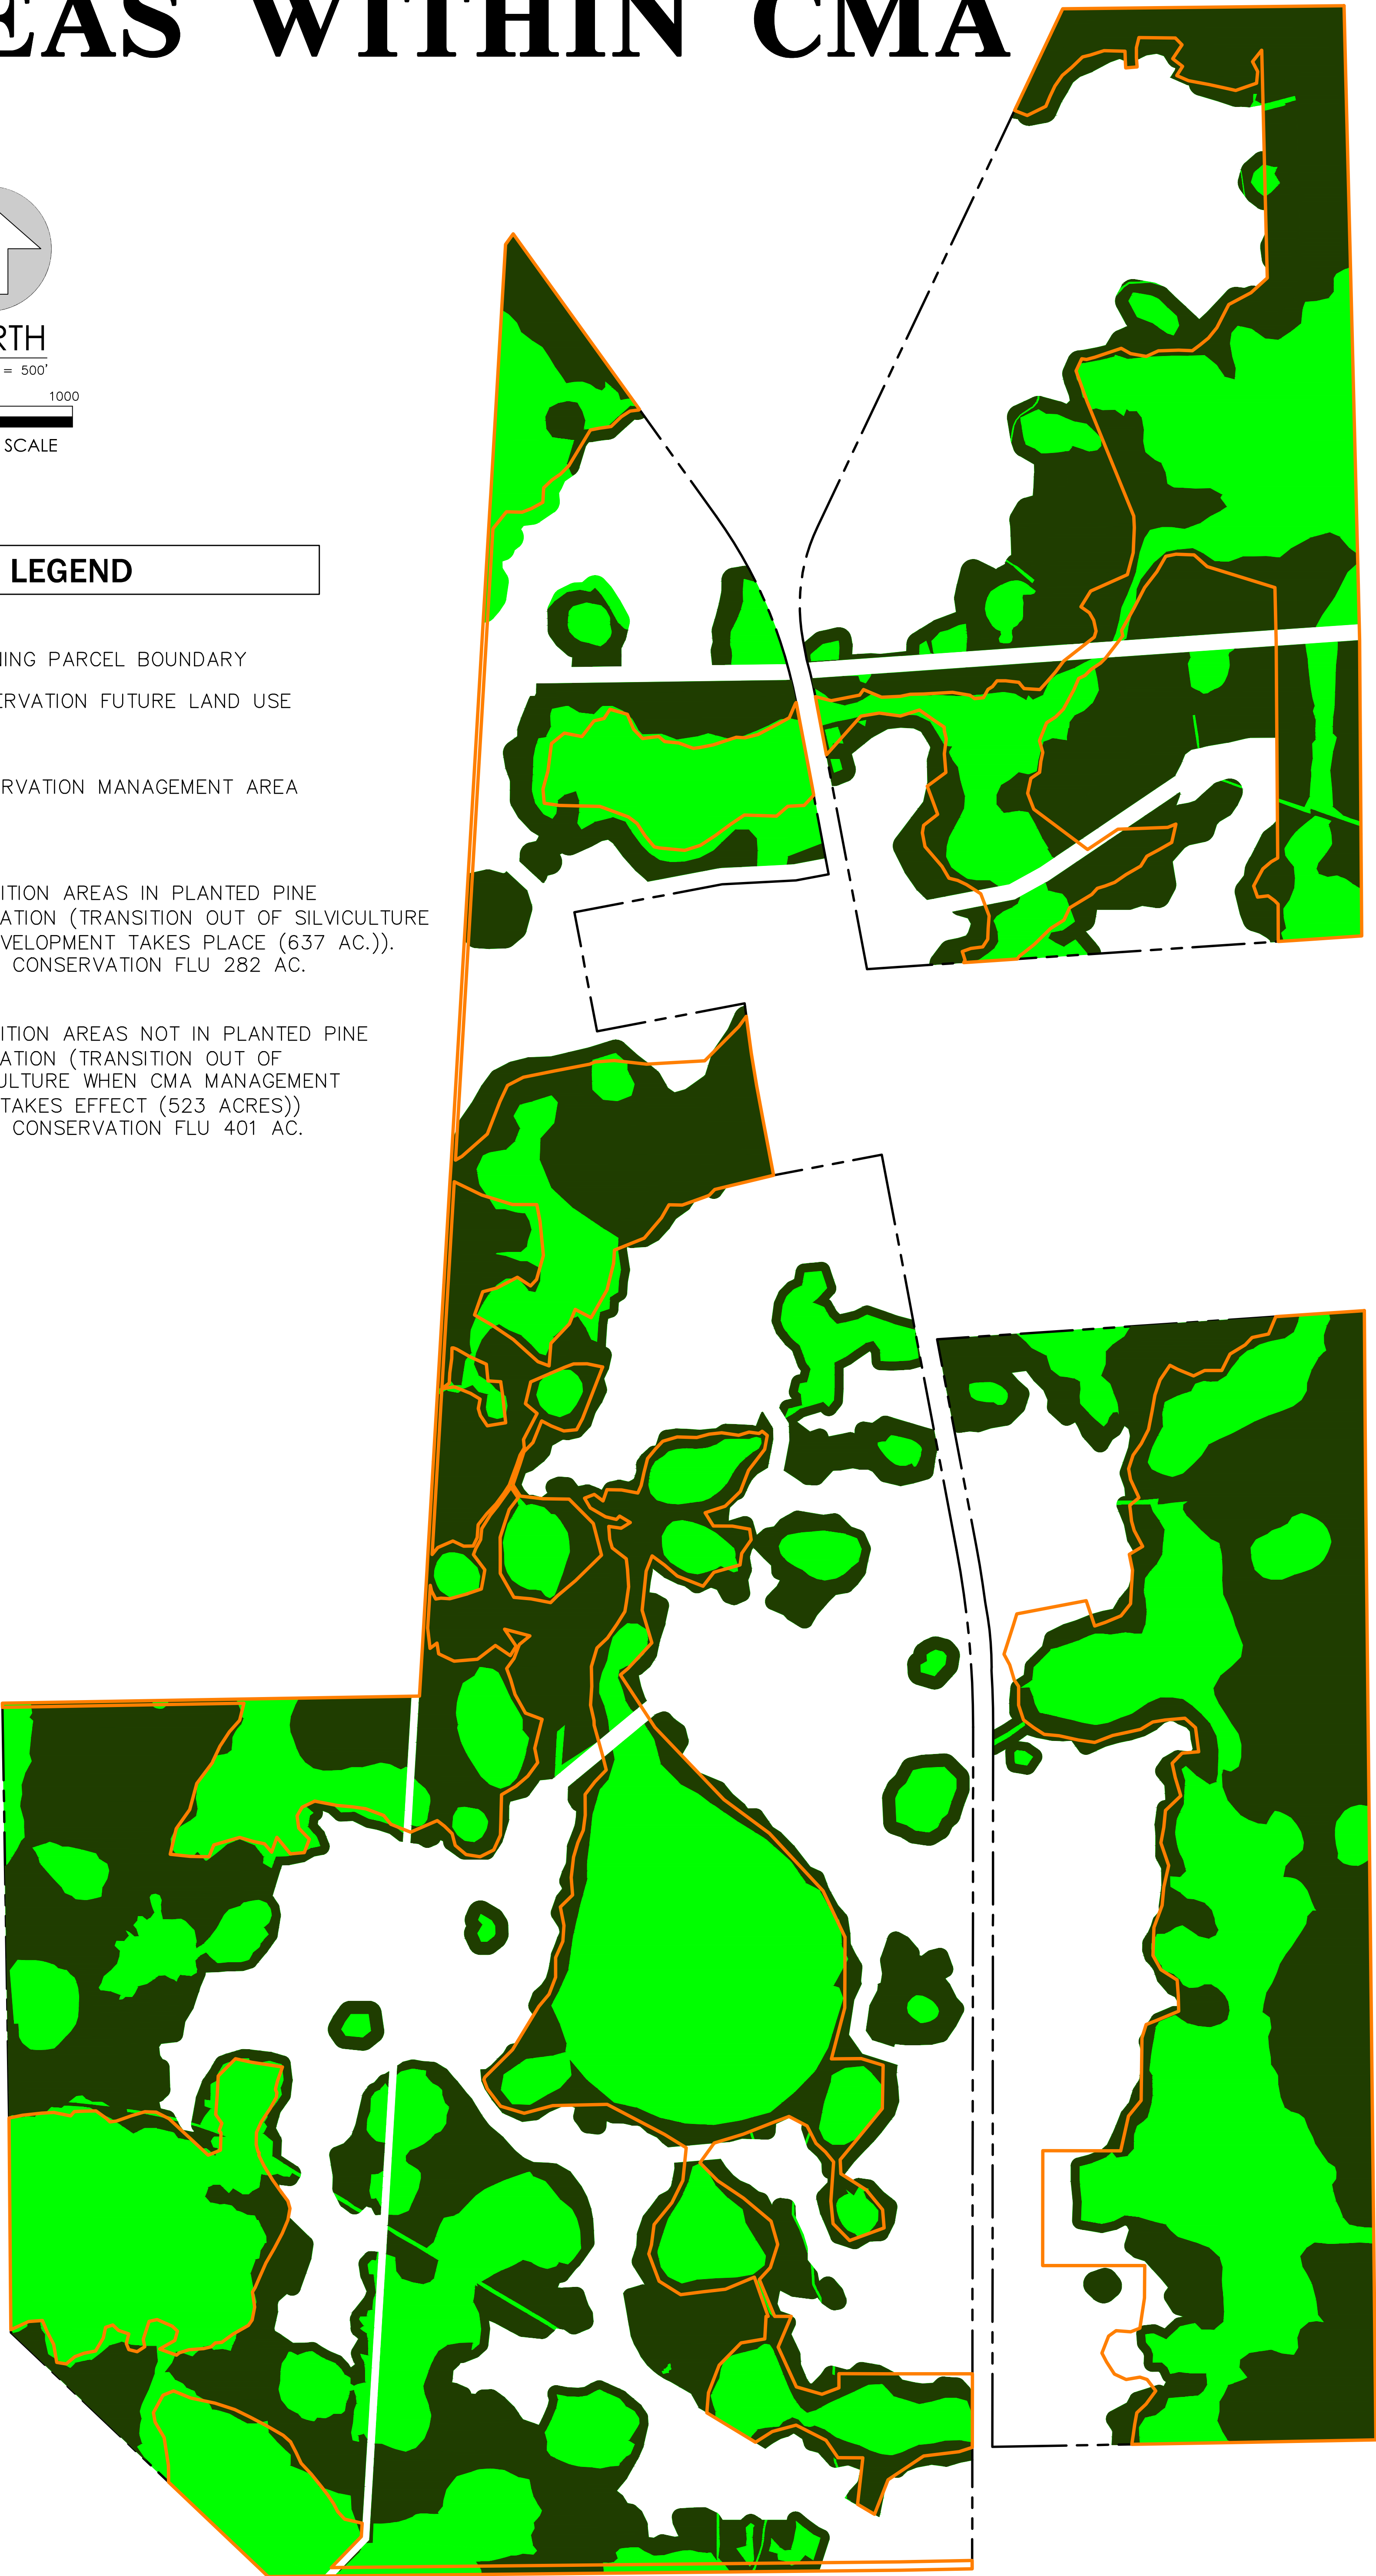 EAS WITHIN CMA
RTH
= 500'
1000
SCALE
LEGEND
NING PARCEL BOUNDARY
ERVATION FUTURE LAND USE
RVATION MANAGEMENT AREA
ITION AREAS IN PLANTED PINE
ATION (TRANSITION OUT OF SILVICULTURE
VELOPMENT TAKES PLACE (637 AC.)).
CONSERVATION FLU 282 AC.
ITION AREAS NOT IN PLANTED PINE
ATION (TRANSITION OUT OF
ULTURE WHEN CMA MANAGEMENT
TAKES EFFECT (523 ACRES))
CONSERVATION FLU 401 AC.